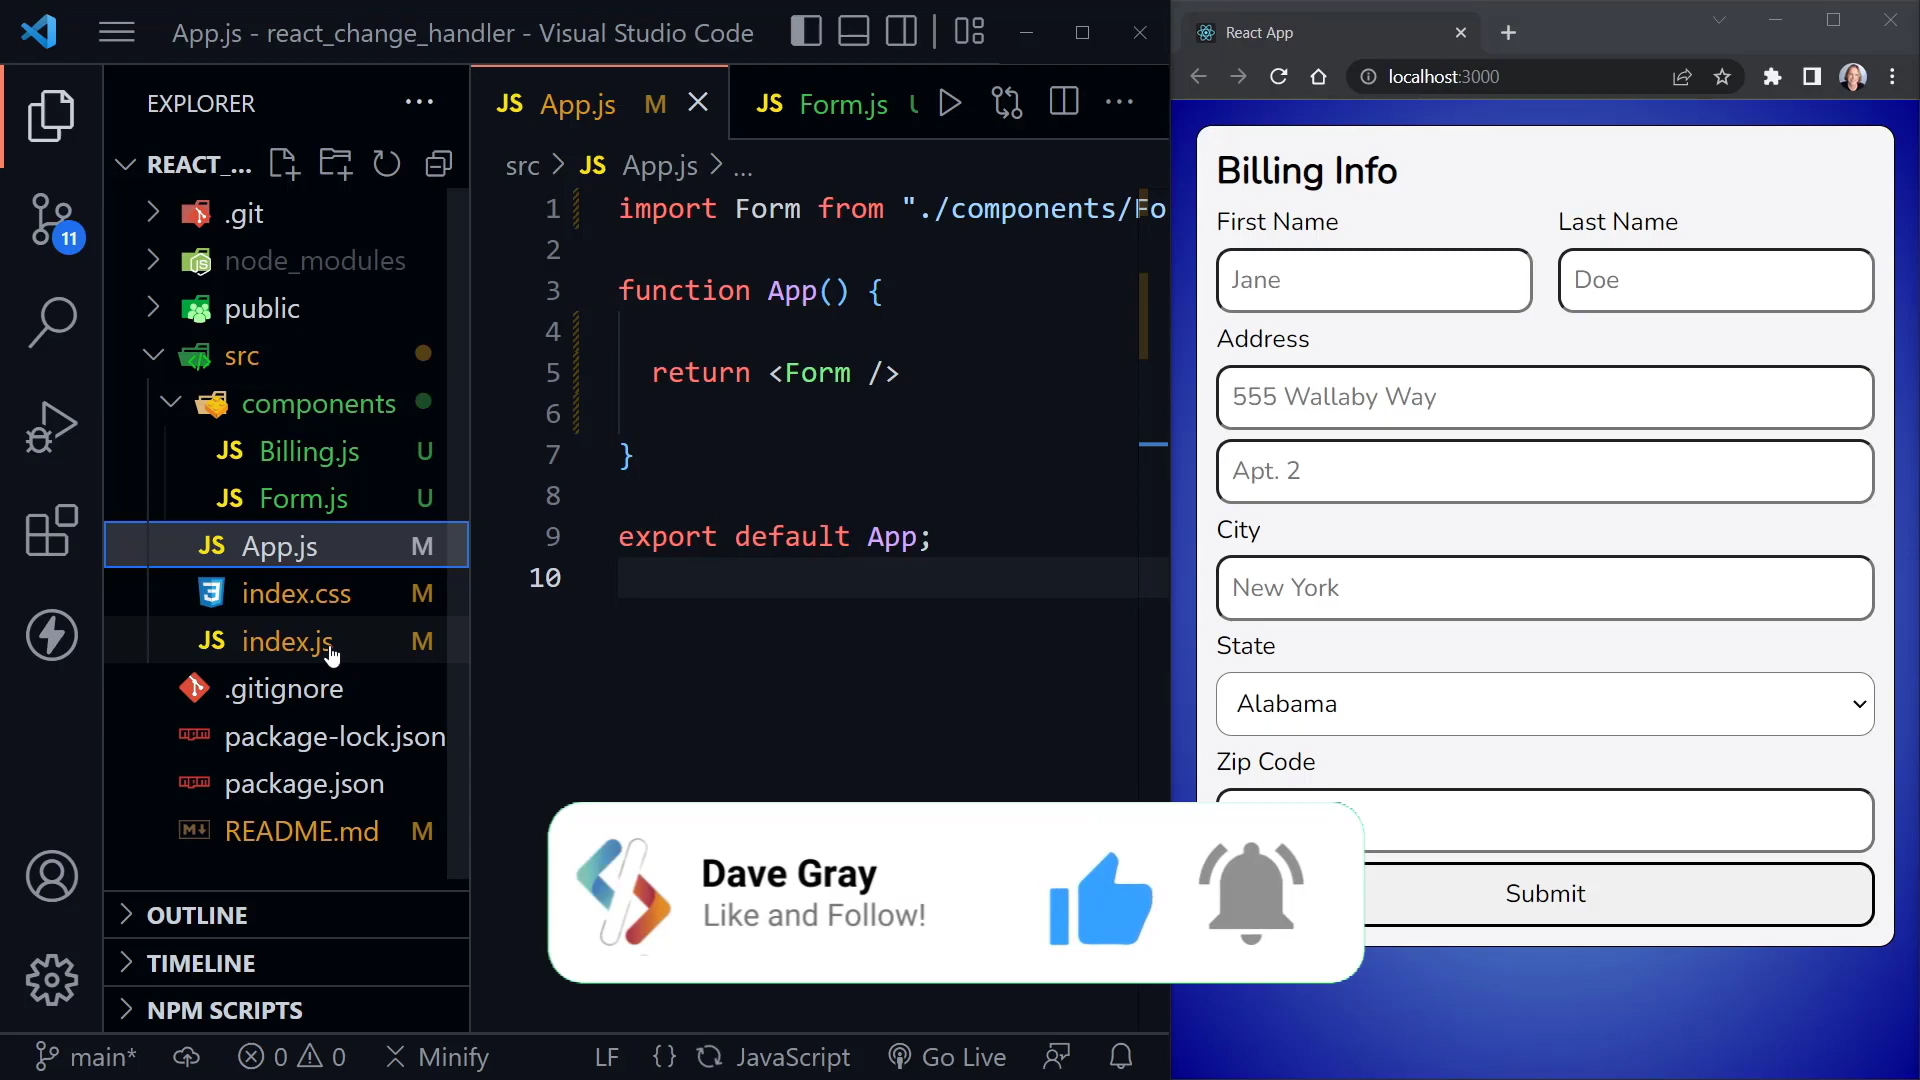 App.js - react_change_handler - Visual Studio Code
EXPLORER
REACT_...
.git
node_modules
public
src
components
JS Billing.js U
JS Form.js U
JS App.js M
index.css M
JS index.js M
.gitignore
package-lock.json
package.json
README.md M
OUTLINE
TIMELINE
NPM SCRIPTS
11
JS App.js M
JS Form.js U
src > JS App.js > ...
1 import Form from "./components/Fo
2
3 function App() {
4
5 return <Form />
6
7 }
8
9 export default App;
10
main*
0 0
Minify
LF
{ } JavaScript
Go Live
React App
localhost:3000
Billing Info
First Name Last Name
Jane Doe
Address
555 Wallaby Way
Apt. 2
City
New York
State
Alabama
Zip Code
Submit
Dave Gray
Like and Follow!